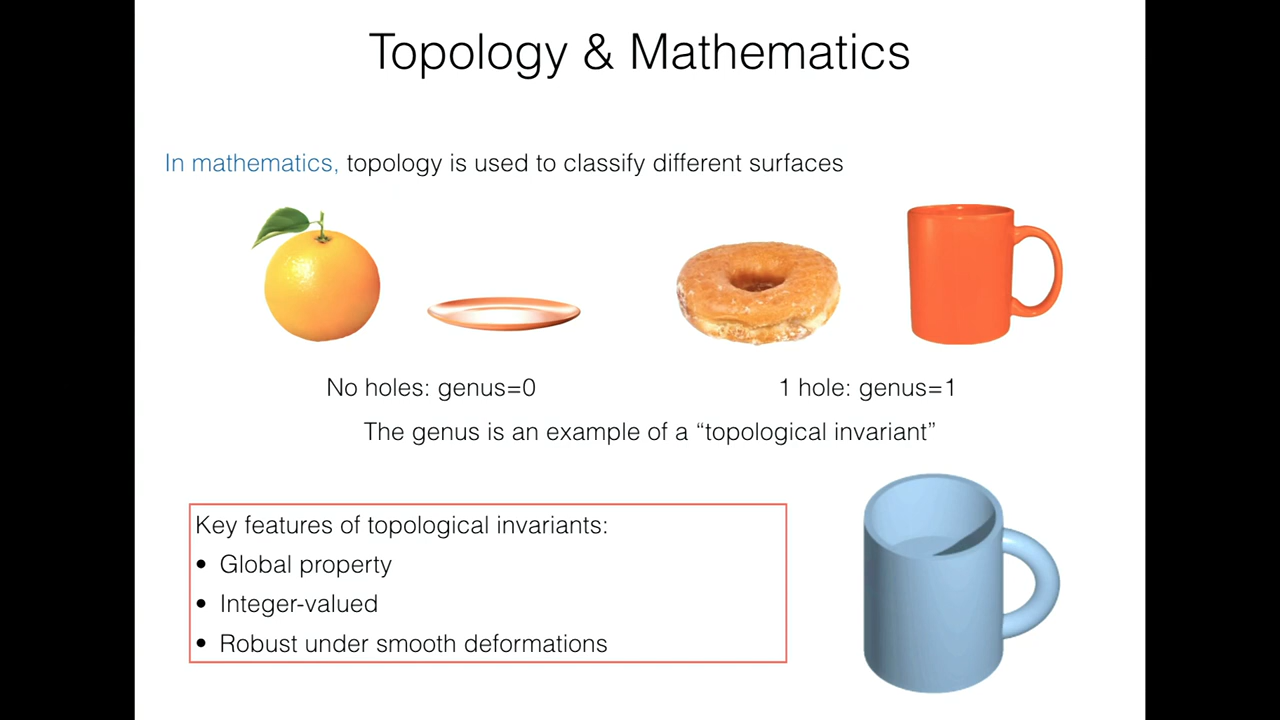 Topology & Mathematics
In mathematics, topology is used to classify different surfaces
No holes: genus=0
1 hole: genus=1
The genus is an example of a “topological invariant”
Key features of topological invariants:
• Global property
• Integer-valued
• Robust under smooth deformations